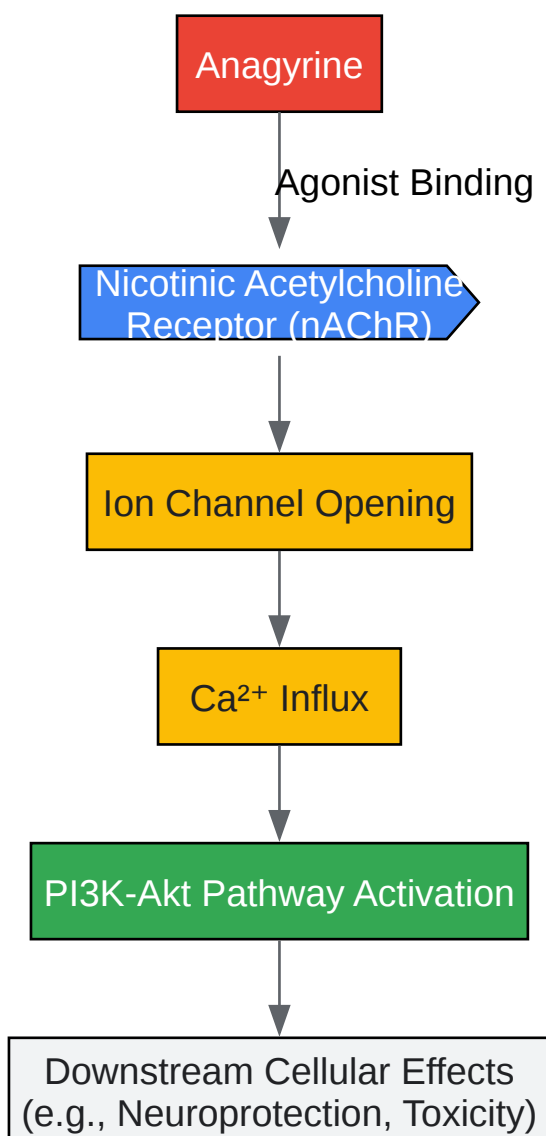 Anagyrine
Agonist Binding
Nicotinic Acetylcholine
Receptor (nAChR)
Ion Channel Opening
Ca²⁺ Influx
PI3K-Akt Pathway Activation
Downstream Cellular Effects
(e.g., Neuroprotection, Toxicity)